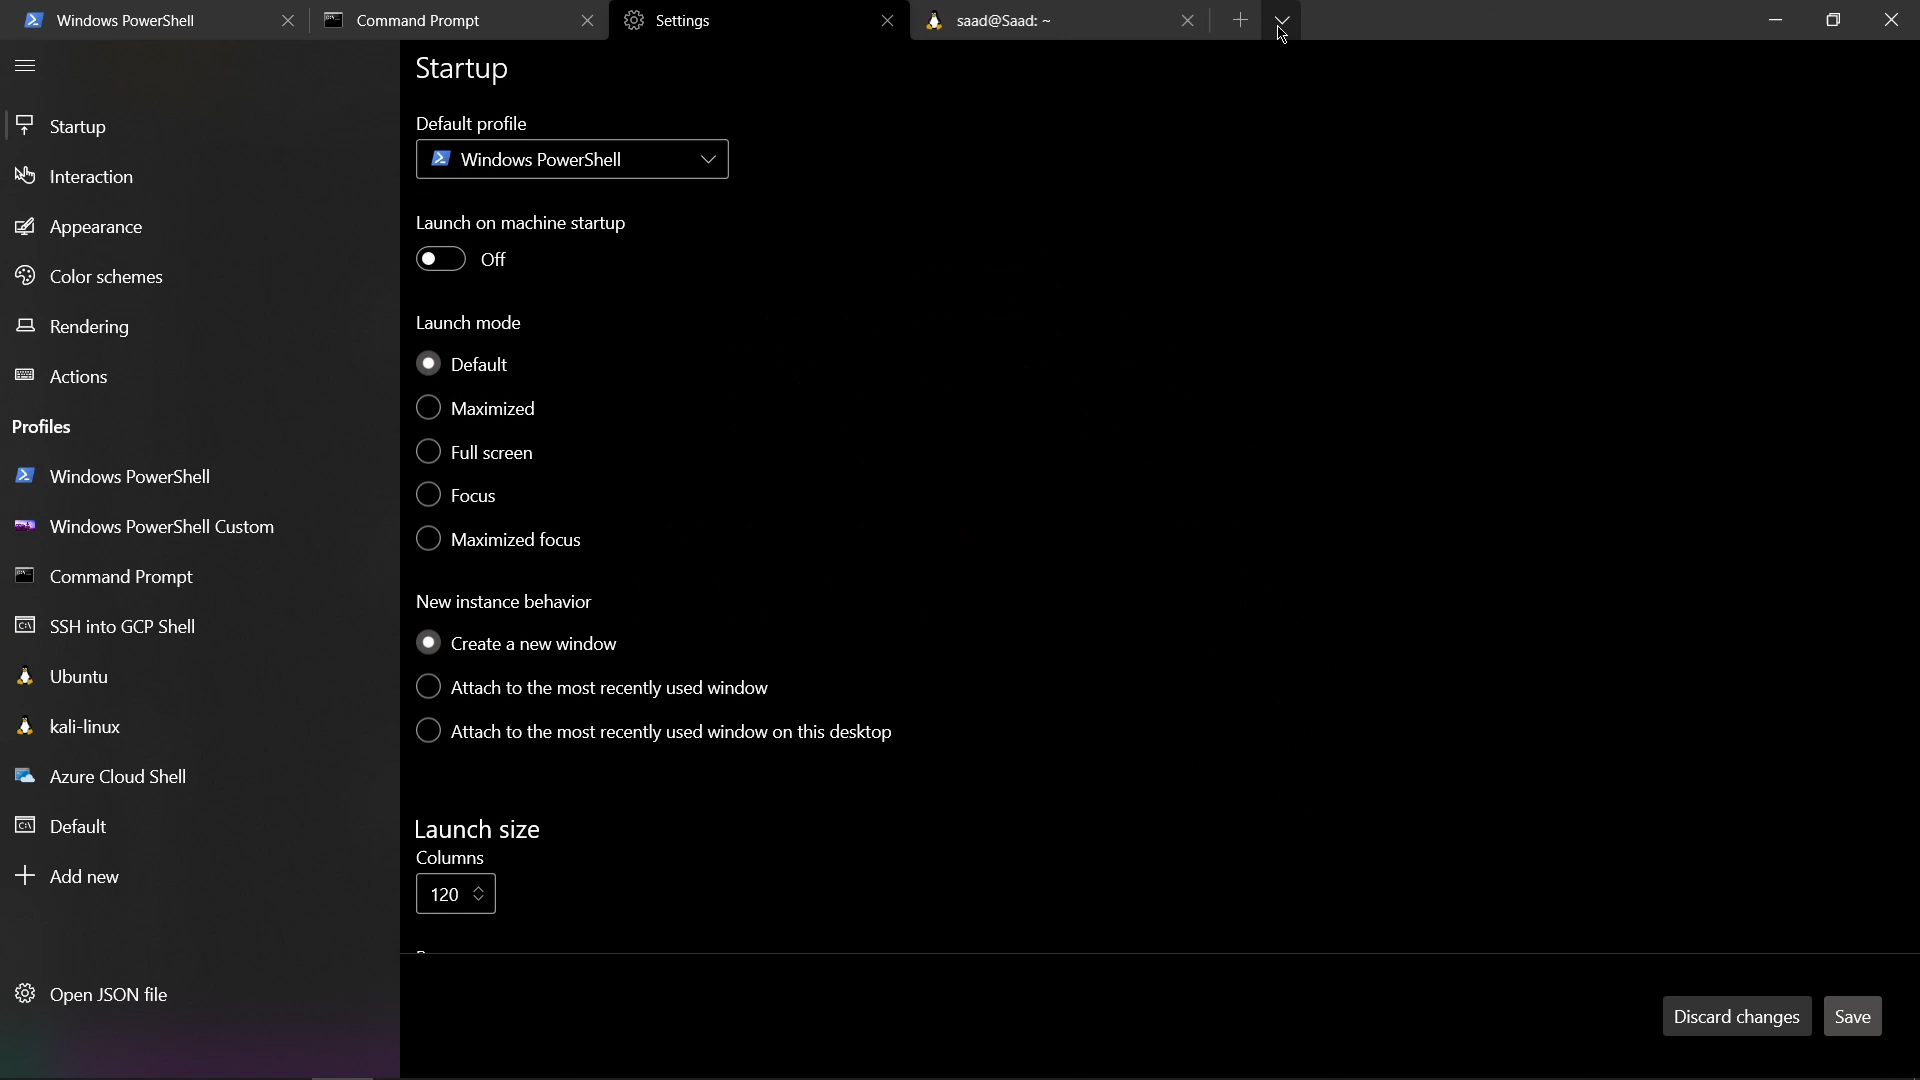 Windows PowerShell
Command Prompt
Settings
saad@Saad: ~
Startup
Interaction
Appearance
Color schemes
Rendering
Actions
Profiles
Windows PowerShell
Windows PowerShell Custom
Command Prompt
SSH into GCP Shell
Ubuntu
kali-linux
Azure Cloud Shell
Default
Add new
Open JSON file
Startup
Default profile
Windows PowerShell
Launch on machine startup
Off
Launch mode
Default
Maximized
Full screen
Focus
Maximized focus
New instance behavior
Create a new window
Attach to the most recently used window
Attach to the most recently used window on this desktop
Launch size
Columns
120
Discard changes
Save